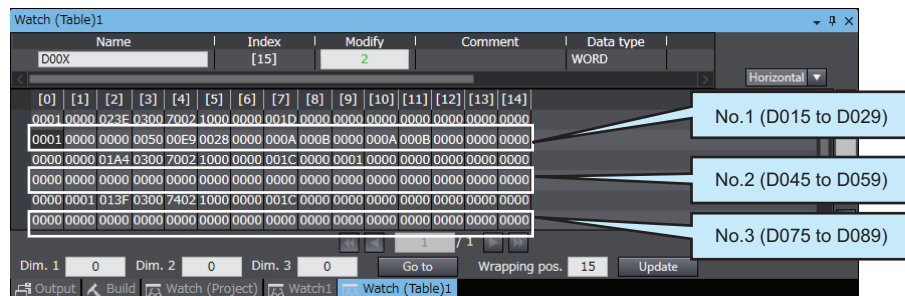 Watch (Table)1
Name Index Modify Comment Data type
D00X [15] 2 WORD
Horizontal
[0] [1] [2] [3] [4] [5] [6] [7] [8] [9] [10] [11] [12] [13] [14]
0001 0000 023E 0300 7002 1000 0000 001D 0000 0000 0000 0000 0000 0000 0000
No.1 (D015 to D029)
0001 0000 0000 0050 00E9 0028 0000 000A 000B 0000 000A 000B 0000 0000 0000
0000 0000 01A4 0300 7002 1000 0000 001C 0000 0001 0000 0000 0000 0000 0000
No.2 (D045 to D059)
0000 0000 0000 0000 0000 0000 0000 0000 0000 0000 0000 0000 0000 0000 0000
0000 0001 013F 0300 7402 1000 0000 001C 0000 0000 0000 0000 0000 0000 0000
0000 0000 0000 0000 0000 0000 0000 0000 0000 0000 0000 0000 0000 0000 0000
No.3 (D075 to D089)
1 / 1
Dim. 1 0 Dim. 2 0 Dim. 3 0 Go to Wrapping pos. 15 Update
Output Build Watch (Project) Watch1 Watch (Table)1